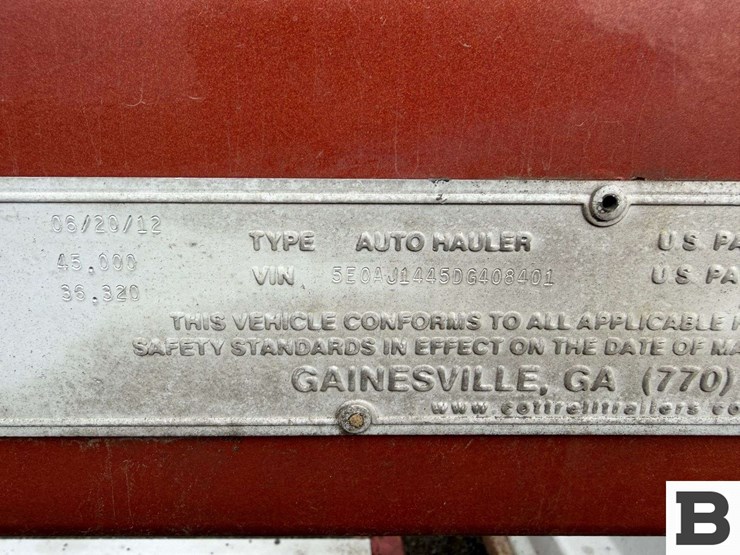 06/20/12
45,000
36,320
TYPE AUTO HAULER
VIN 5E0AJ1445DG408401
U.S. PA
U.S. PA
THIS VEHICLE CONFORMS TO ALL APPLICABLE
SAFETY STANDARDS IN EFFECT ON THE DATE OF MA
GAINESVILLE, GA (770)
www.cottrelltrailers.co
B